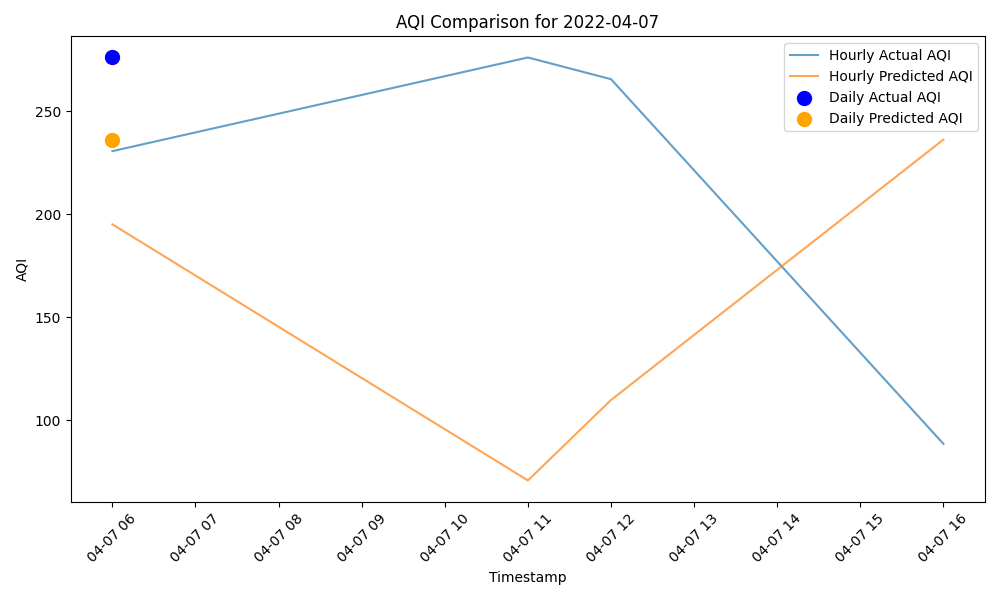 AQI Comparison for 2022-04-07
Hourly Actual AQI
Hourly Predicted AQI
Daily Actual AQI
Daily Predicted AQI
AQI
250
200
150
100
04-07 06
04-07 07
04-07 08
04-07 09
04-07 10
04-07 11
04-07 12
04-07 13
04-07 14
04-07 15
04-07 16
Timestamp